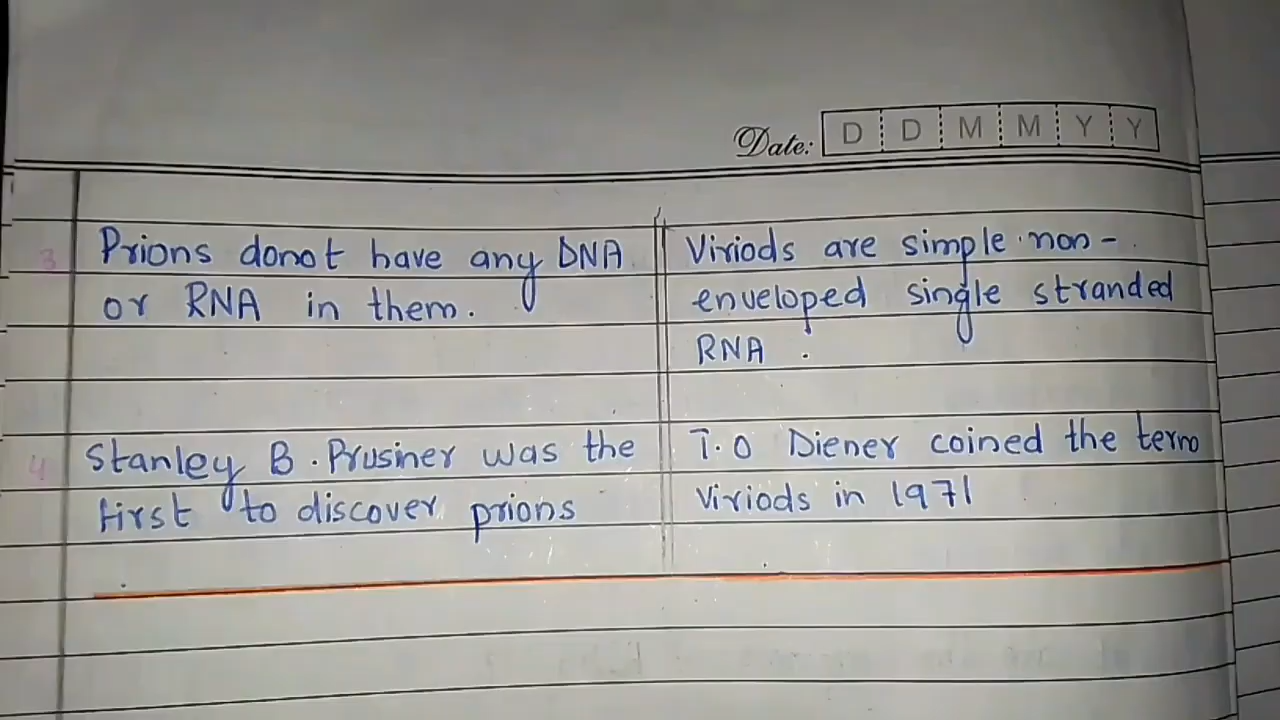 Date: D D M M Y Y
3 Prions donot have any DNA
or RNA in them.
Viriods are simple non-
enveloped single stranded
RNA .
4 Stanley B. Prusiner was the
first to discover prions
T.O Diener coined the term
Viriods in 1971